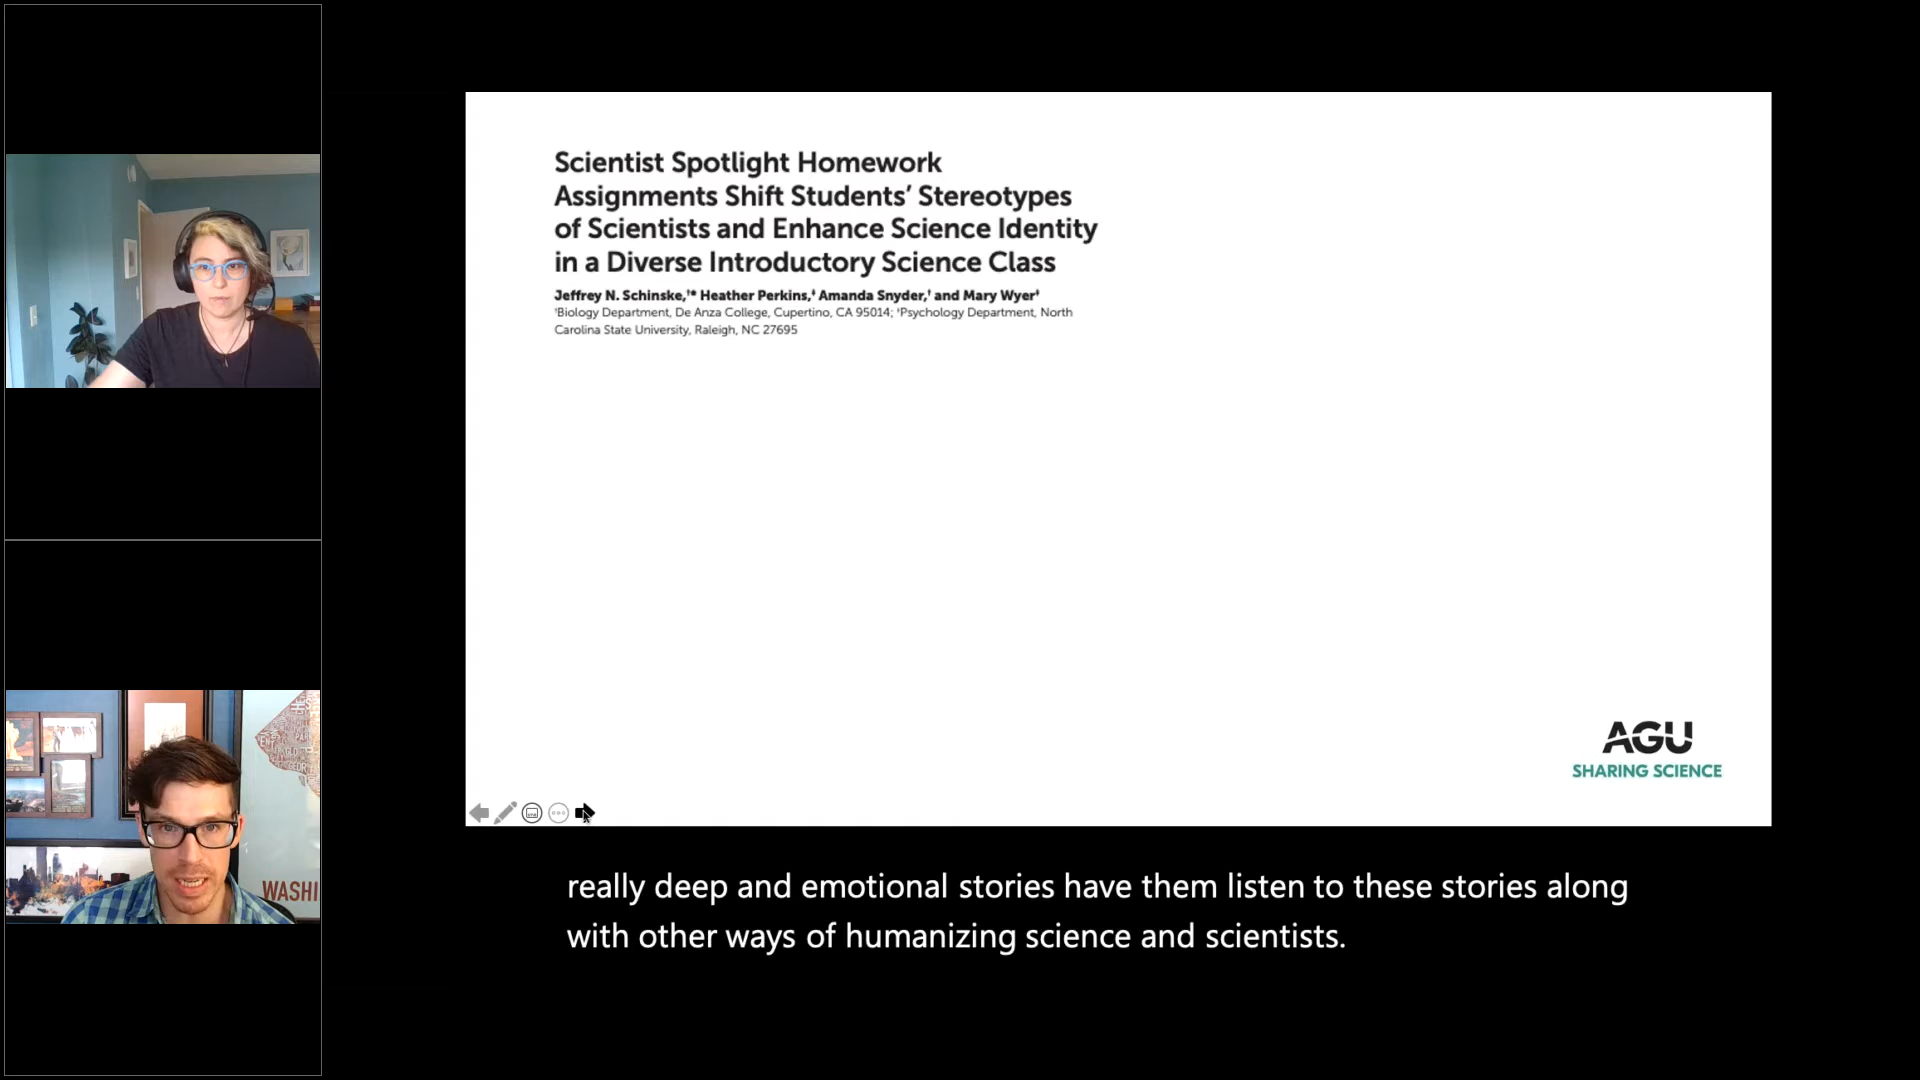 Scientist Spotlight Homework
Assignments Shift Students’ Stereotypes
of Scientists and Enhance Science Identity
in a Diverse Introductory Science Class
Jeffrey N. Schinske,†* Heather Perkins,‡ Amanda Snyder,† and Mary Wyer‡
†Biology Department, De Anza College, Cupertino, CA 95014; ‡Psychology Department, North
Carolina State University, Raleigh, NC 27695
AGU
SHARING SCIENCE
really deep and emotional stories have them listen to these stories along
with other ways of humanizing science and scientists.
WASHI